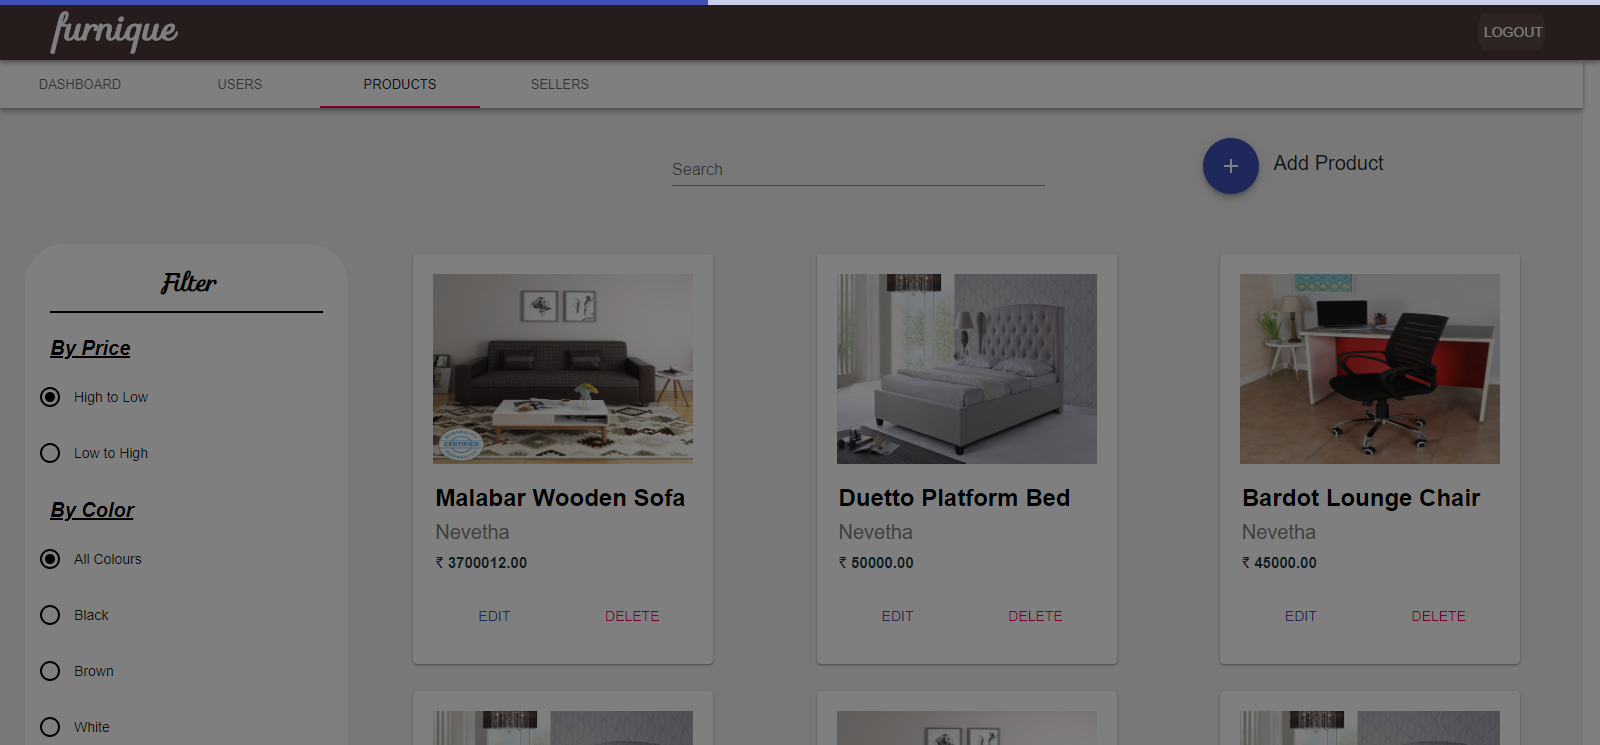 furnique
LOGOUT
DASHBOARD USERS PRODUCTS SELLERS
Search
+ Add Product
Filter
By Price
High to Low
Low to High
By Color
All Colours
Black
Brown
White
CERTIFIED
Malabar Wooden Sofa
Nevetha
₹ 3700012.00
EDIT DELETE
Duetto Platform Bed
Nevetha
₹ 50000.00
EDIT DELETE
Bardot Lounge Chair
Nevetha
₹ 45000.00
EDIT DELETE